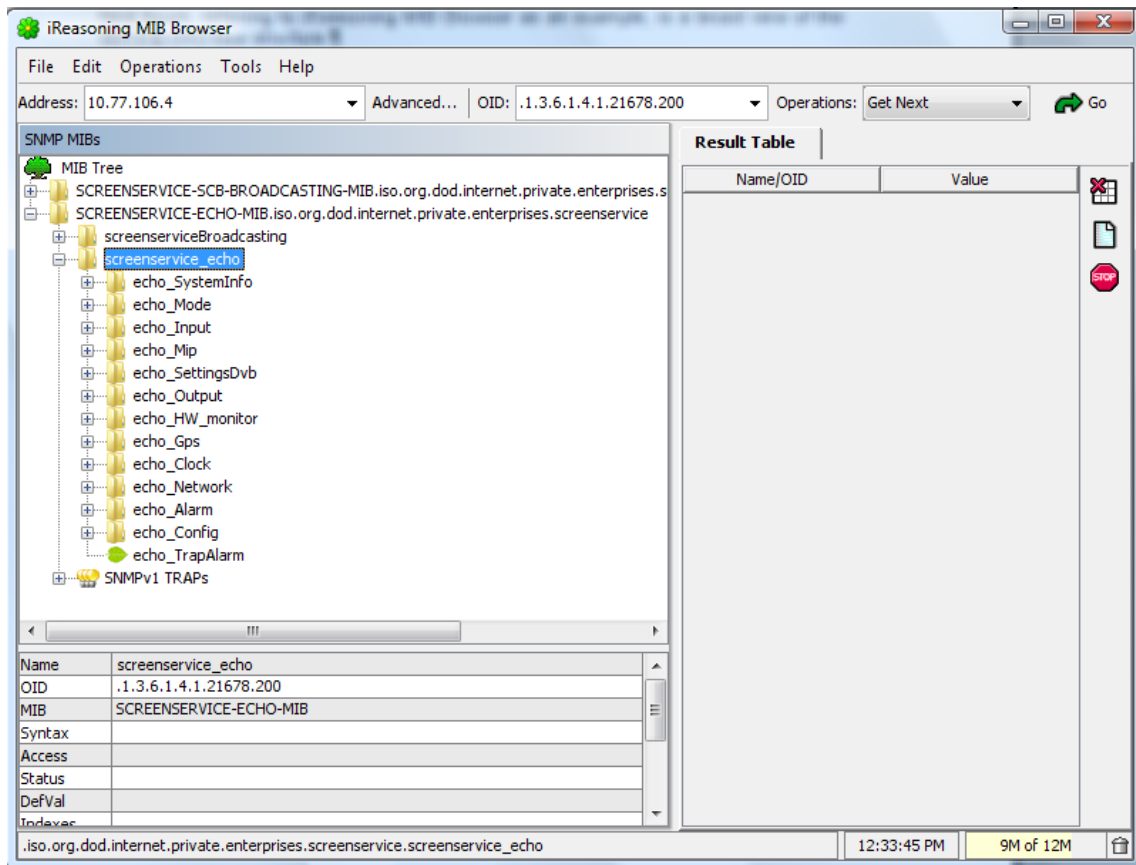 iReasoning MIB Browser
File Edit Operations Tools Help
Address: 10.77.106.4 Advanced... OID: .1.3.6.1.4.1.21678.200 Operations: Get Next Go
SNMP MIBs
Result Table
MIB Tree
Name/OID Value
SCREENSERVICE-SCB-BROADCASTING-MIB.iso.org.dod.internet.private.enterprises.s
SCREENSERVICE-ECHO-MIB.iso.org.dod.internet.private.enterprises.screenservice
screenserviceBroadcasting
screenservice_echo
echo_SystemInfo
STOP
echo_Mode
echo_Input
echo_Mip
echo_SettingsDvb
echo_Output
echo_HW_monitor
echo_Gps
echo_Clock
echo_Network
echo_Alarm
echo_Config
echo_TrapAlarm
SNMPv1 TRAPs
Name screenservice_echo
OID .1.3.6.1.4.1.21678.200
MIB SCREENSERVICE-ECHO-MIB
Syntax
Access
Status
DefVal
Indexes
.iso.org.dod.internet.private.enterprises.screenservice.screenservice_echo 12:33:45 PM 9M of 12M